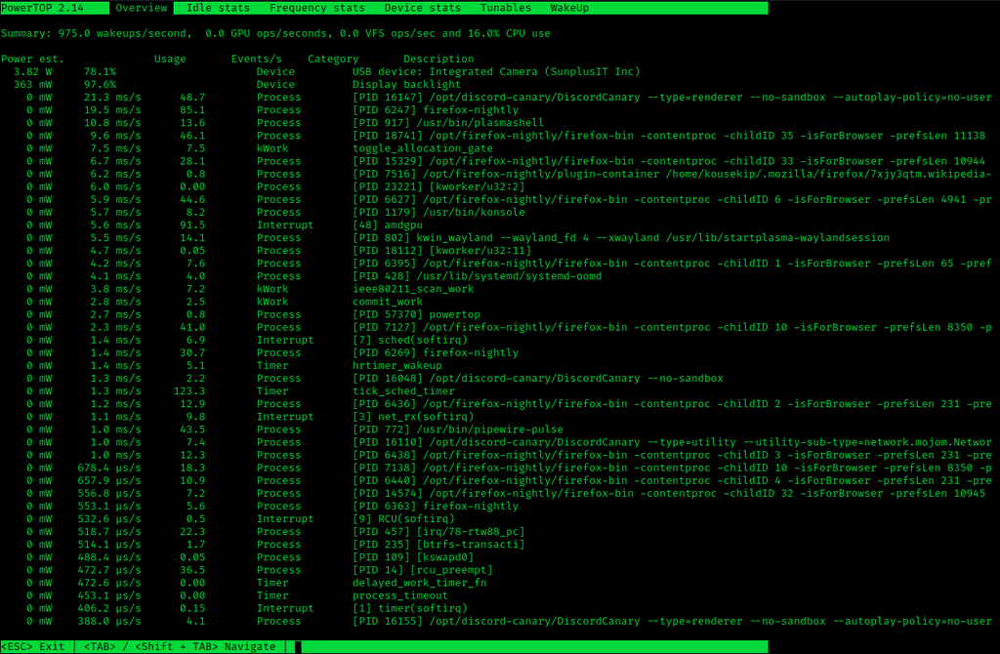 PowerTOP 2.14 Overview Idle stats Frequency stats Device stats Tunables WakeUp
Summary: 975.0 wakeups/second, 0.0 GPU ops/seconds, 0.0 VFS ops/sec and 16.0% CPU use
Power est. Usage Events/s Category Description
3.82 W 78.1% Device USB device: Integrated Camera (SunplusIT Inc)
363 mW 97.6% Device Display backlight
0 mW 21.3 ms/s 48.7 Process [PID 16147] /opt/discord-canary/DiscordCanary --type=renderer --no-sandbox --autoplay-policy=no-user
0 mW 19.5 ms/s 85.1 Process [PID 6247] firefox-nightly
0 mW 10.8 ms/s 13.6 Process [PID 917] /usr/bin/plasmashell
0 mW 9.6 ms/s 46.1 Process [PID 18741] /opt/firefox-nightly/firefox-bin -contentproc -childID 35 -isForBrowser -prefsLen 11138
0 mW 7.5 ms/s 7.5 kWork toggle_allocation_gate
0 mW 6.7 ms/s 28.1 Process [PID 15329] /opt/firefox-nightly/firefox-bin -contentproc -childID 33 -isForBrowser -prefsLen 10944
0 mW 6.2 ms/s 0.8 Process [PID 7516] /opt/firefox-nightly/plugin-container /home/kousekip/.mozilla/firefox/7xjy3qtm.wikipedia-
0 mW 6.0 ms/s 0.00 Process [PID 23221] [kworker/u32:2]
0 mW 5.9 ms/s 44.6 Process [PID 6627] /opt/firefox-nightly/firefox-bin -contentproc -childID 6 -isForBrowser -prefsLen 4941 -pr
0 mW 5.7 ms/s 8.2 Process [PID 1179] /usr/bin/konsole
0 mW 5.6 ms/s 91.5 Interrupt [48] amdgpu
0 mW 5.5 ms/s 14.1 Process [PID 802] kwin_wayland --wayland_fd 4 --xwayland /usr/lib/startplasma-waylandsession
0 mW 4.7 ms/s 0.05 Process [PID 18112] [kworker/u32:11]
0 mW 4.2 ms/s 7.6 Process [PID 6395] /opt/firefox-nightly/firefox-bin -contentproc -childID 1 -isForBrowser -prefsLen 65 -pref
0 mW 4.1 ms/s 4.0 Process [PID 428] /usr/lib/systemd/systemd-oomd
0 mW 3.8 ms/s 7.2 kWork ieee80211_scan_work
0 mW 2.8 ms/s 2.5 kWork commit_work
0 mW 2.7 ms/s 0.8 Process [PID 57370] powertop
0 mW 2.3 ms/s 41.0 Process [PID 7127] /opt/firefox-nightly/firefox-bin -contentproc -childID 10 -isForBrowser -prefsLen 8350 -p
0 mW 1.4 ms/s 6.9 Interrupt [7] sched(softirq)
0 mW 1.4 ms/s 30.7 Process [PID 6269] firefox-nightly
0 mW 1.4 ms/s 5.1 Timer hrtimer_wakeup
0 mW 1.3 ms/s 2.2 Process [PID 16048] /opt/discord-canary/DiscordCanary --no-sandbox
0 mW 1.3 ms/s 123.3 Timer tick_sched_timer
0 mW 1.2 ms/s 12.9 Process [PID 6436] /opt/firefox-nightly/firefox-bin -contentproc -childID 2 -isForBrowser -prefsLen 231 -pre
0 mW 1.1 ms/s 9.8 Interrupt [3] net_rx(softirq)
0 mW 1.0 ms/s 43.5 Process [PID 772] /usr/bin/pipewire-pulse
0 mW 1.0 ms/s 7.4 Process [PID 16110] /opt/discord-canary/DiscordCanary --type=utility --utility-sub-type=network.mojom.Networ
0 mW 1.0 ms/s 12.3 Process [PID 6438] /opt/firefox-nightly/firefox-bin -contentproc -childID 3 -isForBrowser -prefsLen 231 -pre
0 mW 678.4 µs/s 18.3 Process [PID 7138] /opt/firefox-nightly/firefox-bin -contentproc -childID 10 -isForBrowser -prefsLen 8350 -p
0 mW 657.9 µs/s 10.9 Process [PID 6440] /opt/firefox-nightly/firefox-bin -contentproc -childID 4 -isForBrowser -prefsLen 231 -pre
0 mW 556.8 µs/s 7.2 Process [PID 14574] /opt/firefox-nightly/firefox-bin -contentproc -childID 32 -isForBrowser -prefsLen 10945
0 mW 553.1 µs/s 5.6 Process [PID 6363] firefox-nightly
0 mW 532.6 µs/s 0.5 Interrupt [9] RCU(softirq)
0 mW 518.7 µs/s 22.3 Process [PID 457] [irq/78-rtw88_pc]
0 mW 514.1 µs/s 1.7 Process [PID 235] [btrfs-transacti]
0 mW 488.4 µs/s 0.05 Process [PID 109] [kswapd0]
0 mW 472.7 µs/s 36.5 Process [PID 14] [rcu_preempt]
0 mW 472.6 µs/s 0.00 Timer delayed_work_timer_fn
0 mW 453.1 µs/s 0.00 Timer process_timeout
0 mW 406.2 µs/s 0.15 Interrupt [1] timer(softirq)
0 mW 388.0 µs/s 4.1 Process [PID 16155] /opt/discord-canary/DiscordCanary --type=renderer --no-sandbox --autoplay-policy=no-user
<ESC> Exit | <TAB> / <Shift + TAB> Navigate |